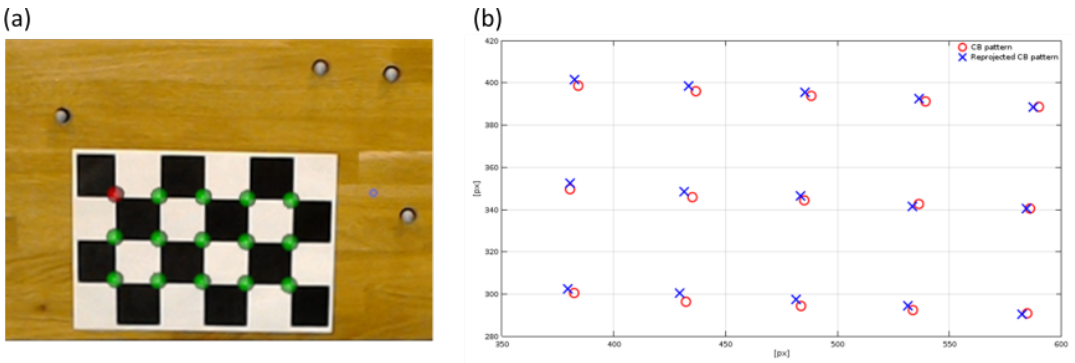 (a)
(b)
420
CB pattern
Reprojected CB pattern
400
380
360
[px]
340
320
300
280
350 400 450 500 550 600
[px]